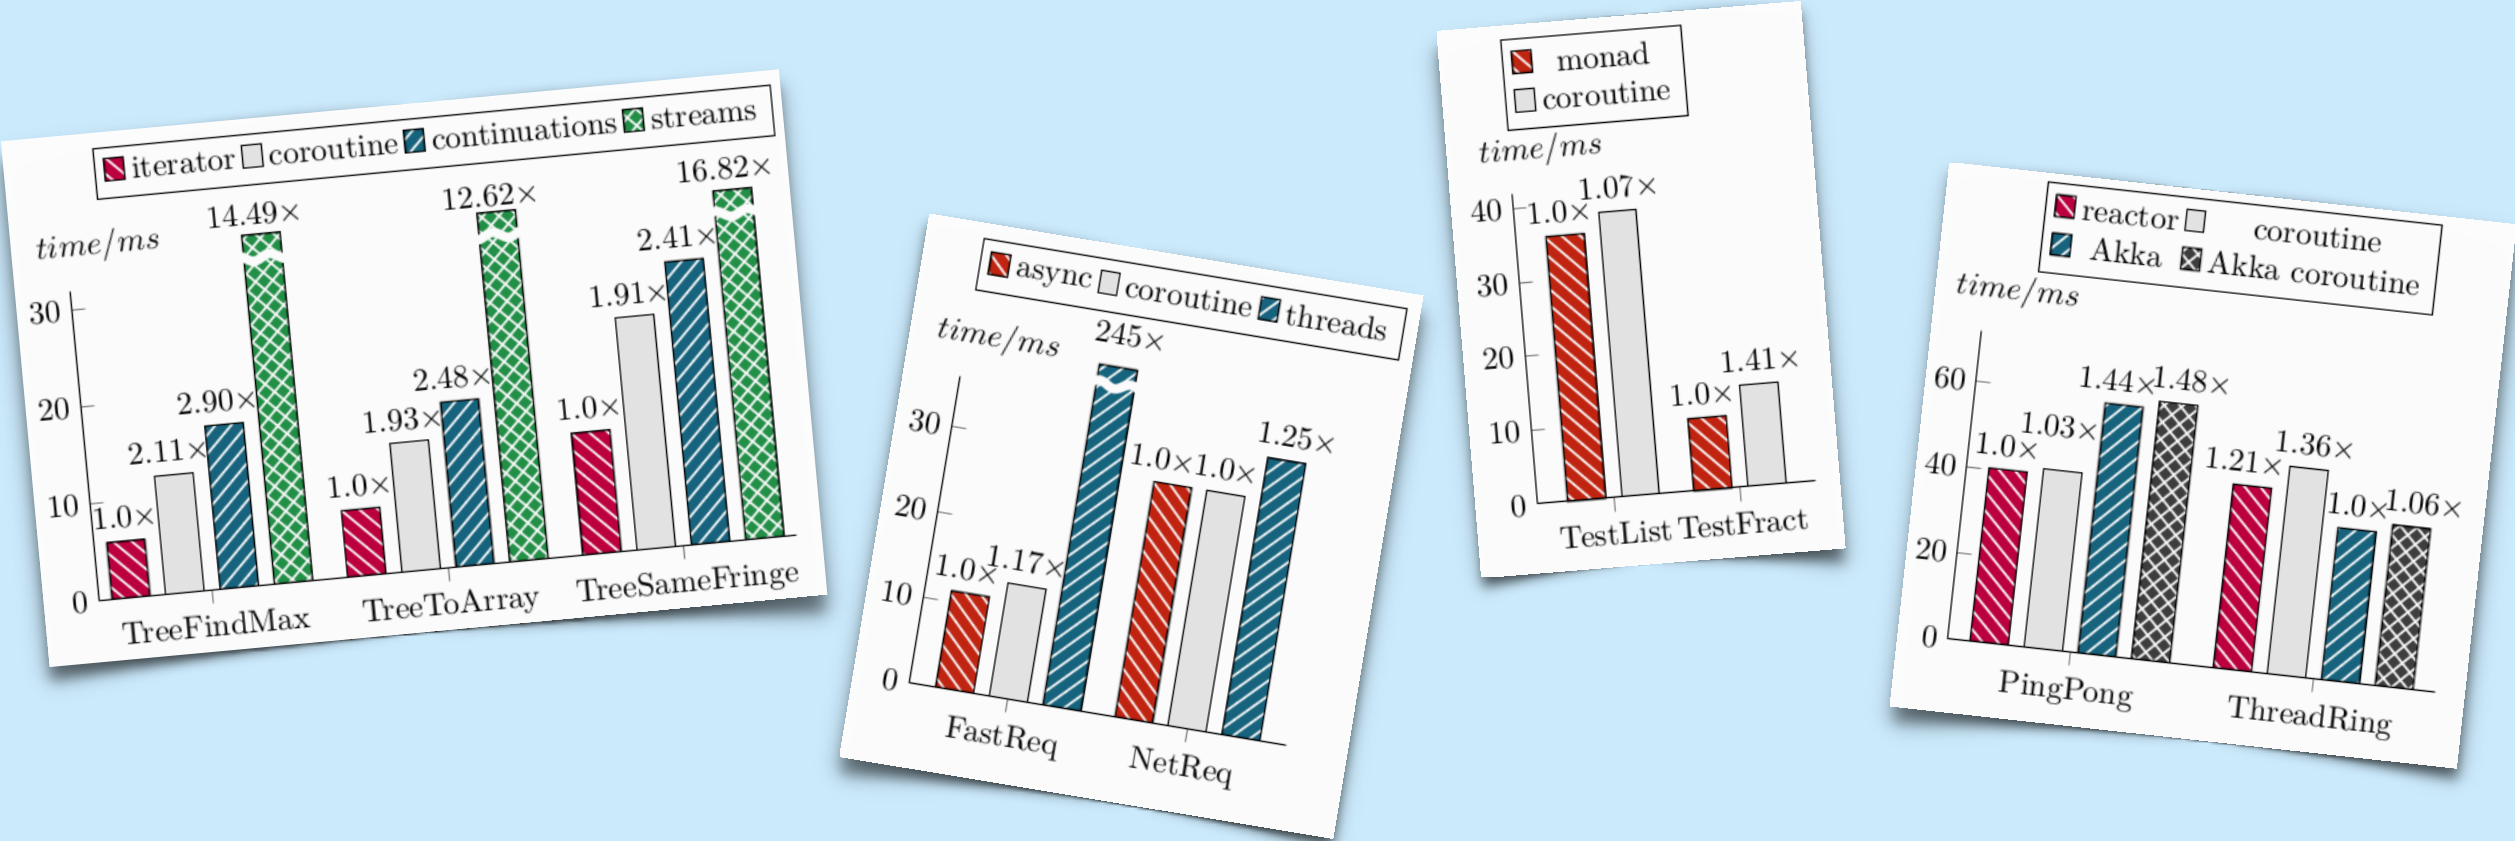 iterator coroutine continuations streams
time/ms
14.49× 12.62× 16.82×
30
20
10
0
1.0× 2.11× 2.90×
1.0× 1.93× 2.48×
1.0× 1.91× 2.41×
TreeFindMax TreeToArray TreeSameFringe
async coroutine threads
time/ms
245×
30
20
10
0
1.0× 1.17×
1.0× 1.0× 1.25×
FastReq NetReq
monad
coroutine
time/ms
40
30
20
10
0
1.0× 1.07×
1.0× 1.41×
TestList TestFract
reactor coroutine
Akka Akka coroutine
time/ms
60
40
20
0
1.0× 1.03× 1.44× 1.48×
1.21× 1.36× 1.0× 1.06×
PingPong ThreadRing